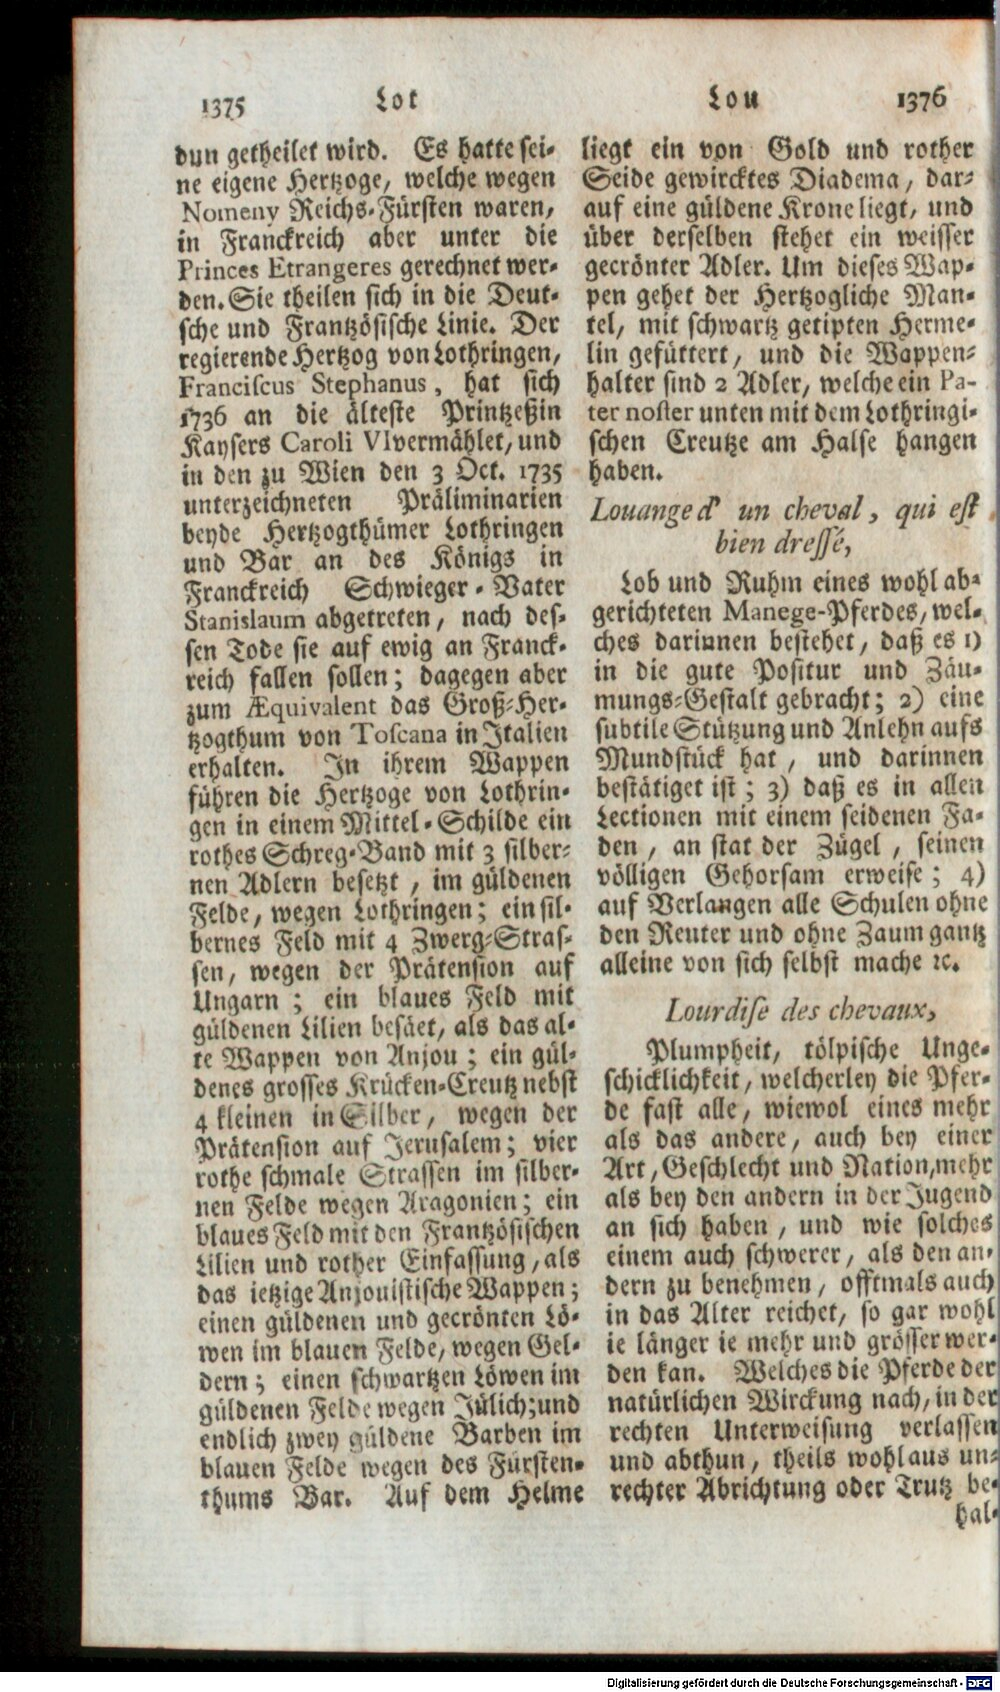 1375 Lot
dun getheilet wird. Es hatte sei-
ne eigene Hertzoge, welche wegen
Nomeny Reichs-Fürsten waren,
in Franckreich aber unter die
Princes Etrangeres gerechnet wer-
den. Sie theilen sich in die Deut-
sche und Frantzösische Linie. Der
regierende Hertzog von Lothringen,
Franciscus Stephanus, hat sich
1736 an die älteste Printzeßin
Kaysers Caroli VI vermählet, und
in den zu Wien den 3 Oct. 1735
unterzeichneten Präliminarien
beyde Hertzogthümer Lothringen
und Bar an des Königs in
Franckreich Schwieger-Vater
Stanislaum abgetreten, nach des-
sen Tode sie auf ewig an Franck-
reich fallen sollen; dagegen aber
zum Æquivalent das Groß-Her-
tzogthum von Toscana in Italien
erhalten. In ihrem Wappen
führen die Hertzoge von Lothrin-
gen in einem Mittel-Schilde ein
rothes Schreg-Band mit 3 silber-
nen Adlern besetzt, im güldenen
Felde, wegen Lothringen; ein sil-
bernes Feld mit 4 Zwerg-Stras-
sen, wegen der Prätension auf
Ungarn; ein blaues Feld mit
güldenen Lilien besäet, als das al-
te Wappen von Anjou; ein gül-
denes grosses Krücken-Creutz nebst
4 kleinen in Silber, wegen der
Prätension auf Jerusalem; vier
rothe schmale Strassen im silber-
nen Felde wegen Aragonien; ein
blaues Feld mit den Frantzösischen
Lilien und rother Einfassung, als
das ietzige Anjouistische Wappen;
einen güldenen und gecrönten Lö-
wen im blauen Felde, wegen Gel-
dern; einen schwartzen Löwen im
güldenen Felde wegen Jülich; und
endlich zwey güldene Barben im
blauen Felde wegen des Fürsten-
thums Bar. Auf dem Helme
Lou 1376
liegt ein von Gold und rother
Seide gewircktes Diadema, dar-
auf eine güldene Krone liegt, und
über derselben stehet ein weisser
gecrönter Adler. Um dieses Wap-
pen gehet der Hertzogliche Man-
tel, mit schwartz getipten Herme-
lin gefüttert, und die Wappen-
halter sind 2 Adler, welche ein Pa-
ter noster unten mit dem Lothringi-
schen Creutze am Halse hangen
haben.
Louange d' un cheval, qui est
bien dressé,
Lob und Ruhm eines wohl ab-
gerichteten Manege-Pferdes, wel-
ches darinnen bestehet, daß es 1)
in die gute Positur und Zäu-
mungs-Gestalt gebracht; 2) eine
subtile Stützung und Anlehn aufs
Mundstück hat, und darinnen
bestätiget ist; 3) daß es in allen
Lectionen mit einem seidenen Fa-
den, an stat der Zügel, seinen
völligen Gehorsam erweise; 4)
auf Verlangen alle Schulen ohne
den Reuter und ohne Zaum gantz
alleine von sich selbst mache ꝛc.
Lourdise des chevaux,
Plumpheit, tölpische Unge-
schicklichkeit, welcherley die Pfer-
de fast alle, wiewol eines mehr
als das andere, auch bey einer
Art, Geschlecht und Nation, mehr
als bey den andern in der Jugend
an sich haben, und wie solches
einem auch schwerer, als den an-
dern zu benehmen, offtmals auch
in das Alter reichet, so gar wohl
ie länger ie mehr und grösser wer-
den kan. Welches die Pferde der
natürlichen Wirckung nach, in der
rechten Unterweisung verlassen
und abthun, theils wohl aus un-
rechter Abrichtung oder Trutz be-
hal-
Digitalisierung gefördert durch die Deutsche Forschungsgemeinschaft - DFG